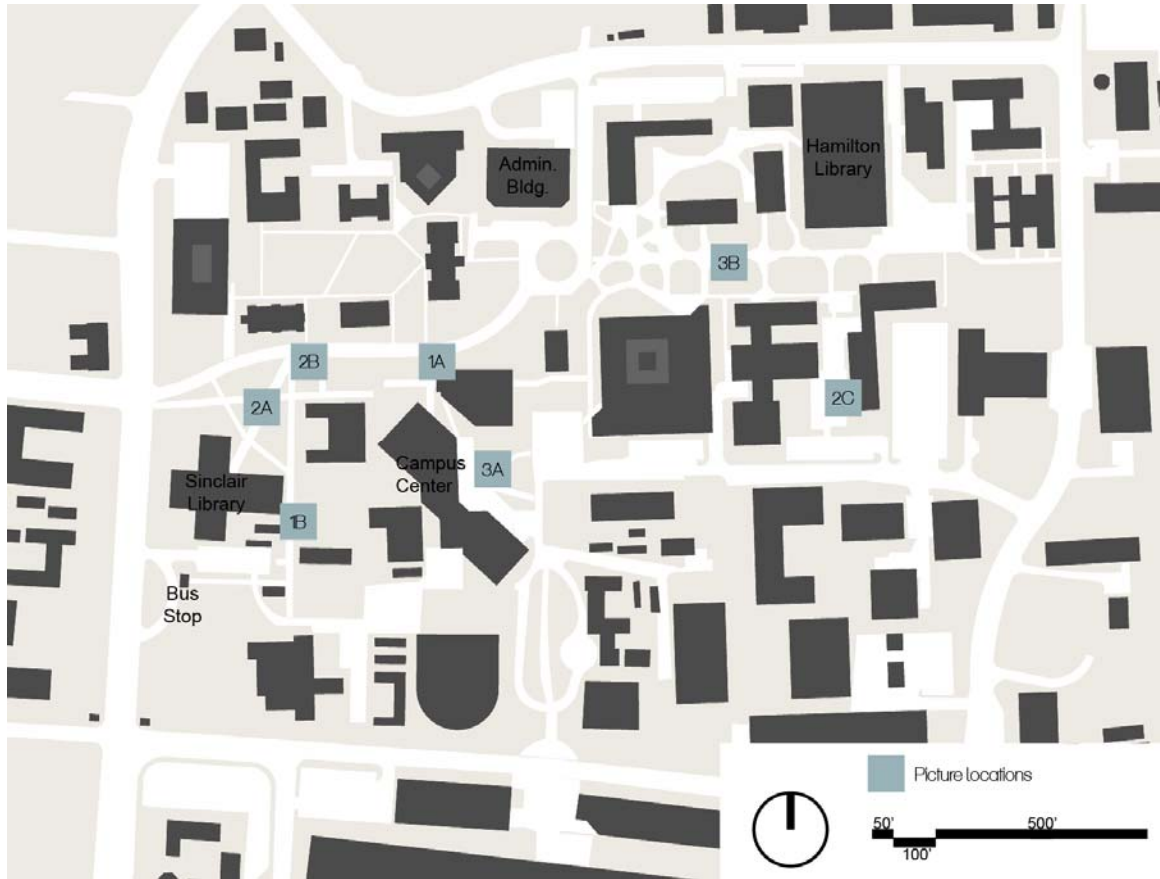 Admin.
Bldg.
Hamilton
Library
3B
2B
1A
2A
2C
Campus
Center
3A
Sinclair
Library
1B
Bus
Stop
Picture locations
50'
500'
100'